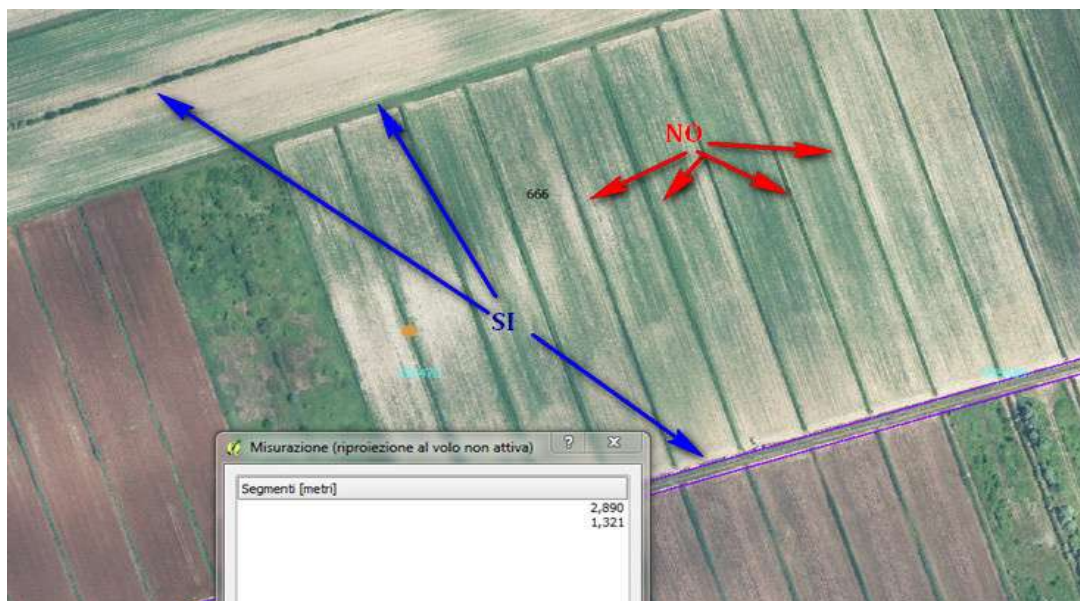 NO
666
SI
Misurazione (riproiezione al volo non attiva)
Segmenti [metri]
2,890
1,321